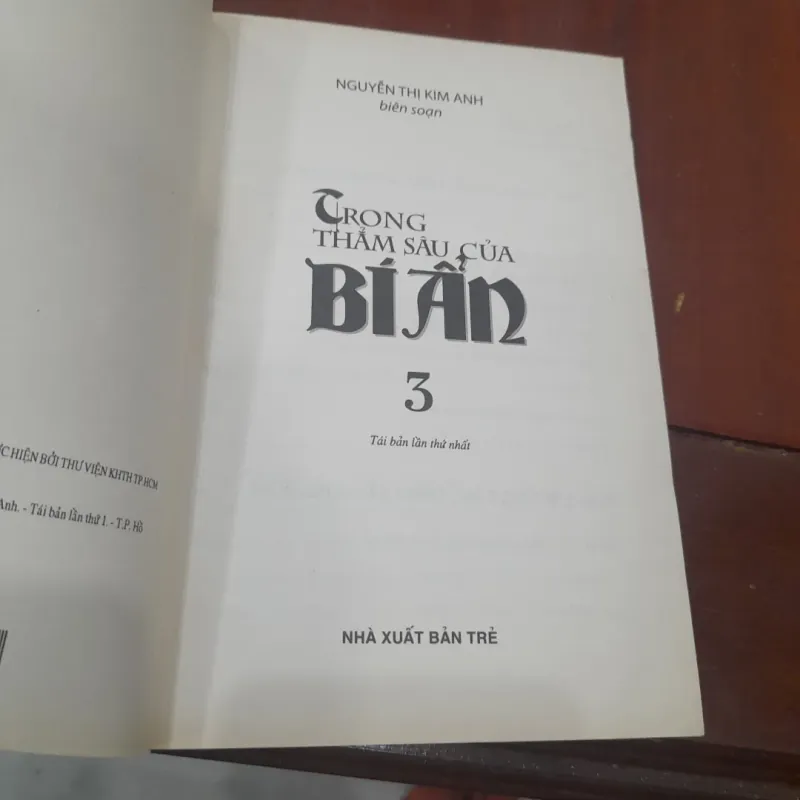 HIỆN BỞI THƯ VIỆN KHTH TP.HCM
Anh. - Tái bản lần thứ 1. - T.P. Hồ
NGUYỄN THỊ KIM ANH
biên soạn
TRONG
THẲM SÂU CỦA
BÍ ẨN
3
Tái bản lần thứ nhất
NHÀ XUẤT BẢN TRẺ